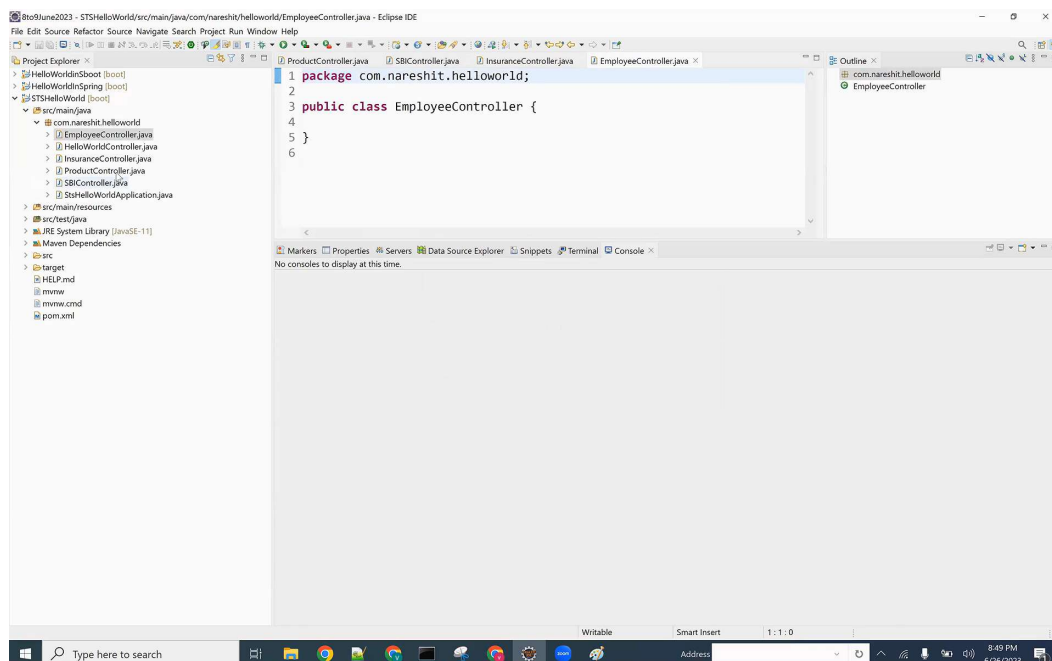 8to9June2023 - STSHelloWorld/src/main/java/com/nareshit/helloworld/EmployeeController.java - Eclipse IDE
File Edit Source Refactor Source Navigate Search Project Run Window Help
Project Explorer
HelloWorldinSboot [boot]
HelloWorldInSpring [boot]
STSHelloWorld [boot]
src/main/java
com.nareshit.helloworld
EmployeeController.java
HelloWorldController.java
InsuranceController.java
ProductController.java
SBIController.java
StsHelloWorldApplication.java
src/main/resources
src/test/java
JRE System Library [JavaSE-11]
Maven Dependencies
src
target
HELP.md
mvnw
mvnw.cmd
pom.xml
ProductController.java SBIController.java InsuranceController.java EmployeeController.java
1 package com.nareshit.helloworld;
2
3 public class EmployeeController {
4
5 }
6
Outline
com.nareshit.helloworld
EmployeeController
Markers Properties Servers Data Source Explorer Snippets Terminal Console
No consoles to display at this time.
Writable Smart Insert 1 : 1 : 0
Type here to search
Address
8:49 PM
6/26/2023